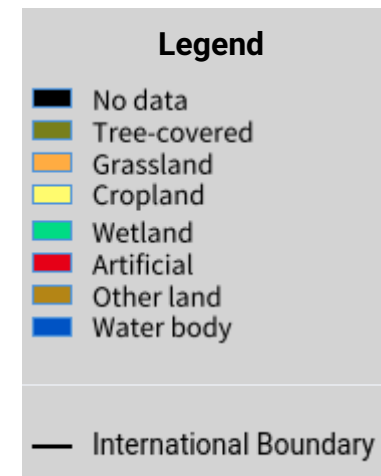 Legend
No data
Tree-covered
Grassland
Cropland
Wetland
Artificial
Other land
Water body
International Boundary